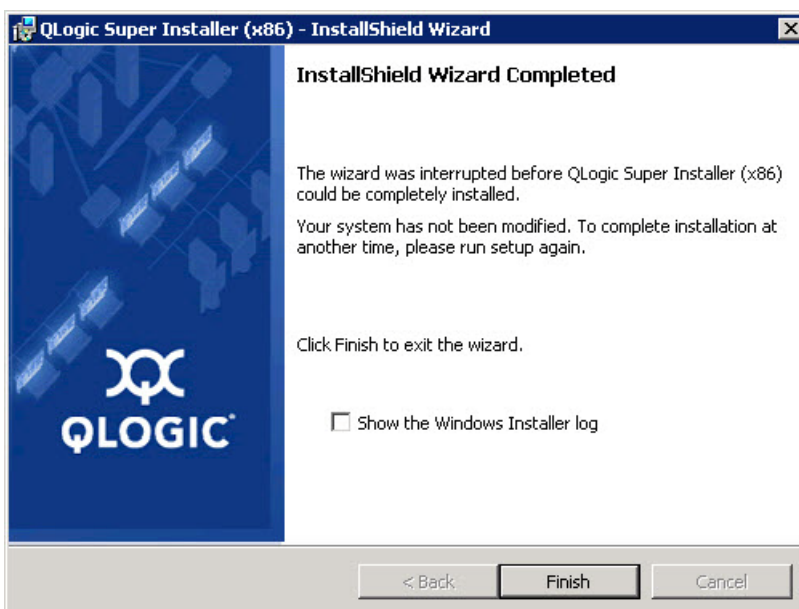 QLogic Super Installer (x86) - InstallShield Wizard
InstallShield Wizard Completed
The wizard was interrupted before QLogic Super Installer (x86)
could be completely installed.
Your system has not been modified. To complete installation at
another time, please run setup again.
Click Finish to exit the wizard.
Show the Windows Installer log
QLOGIC
< Back
Finish
Cancel